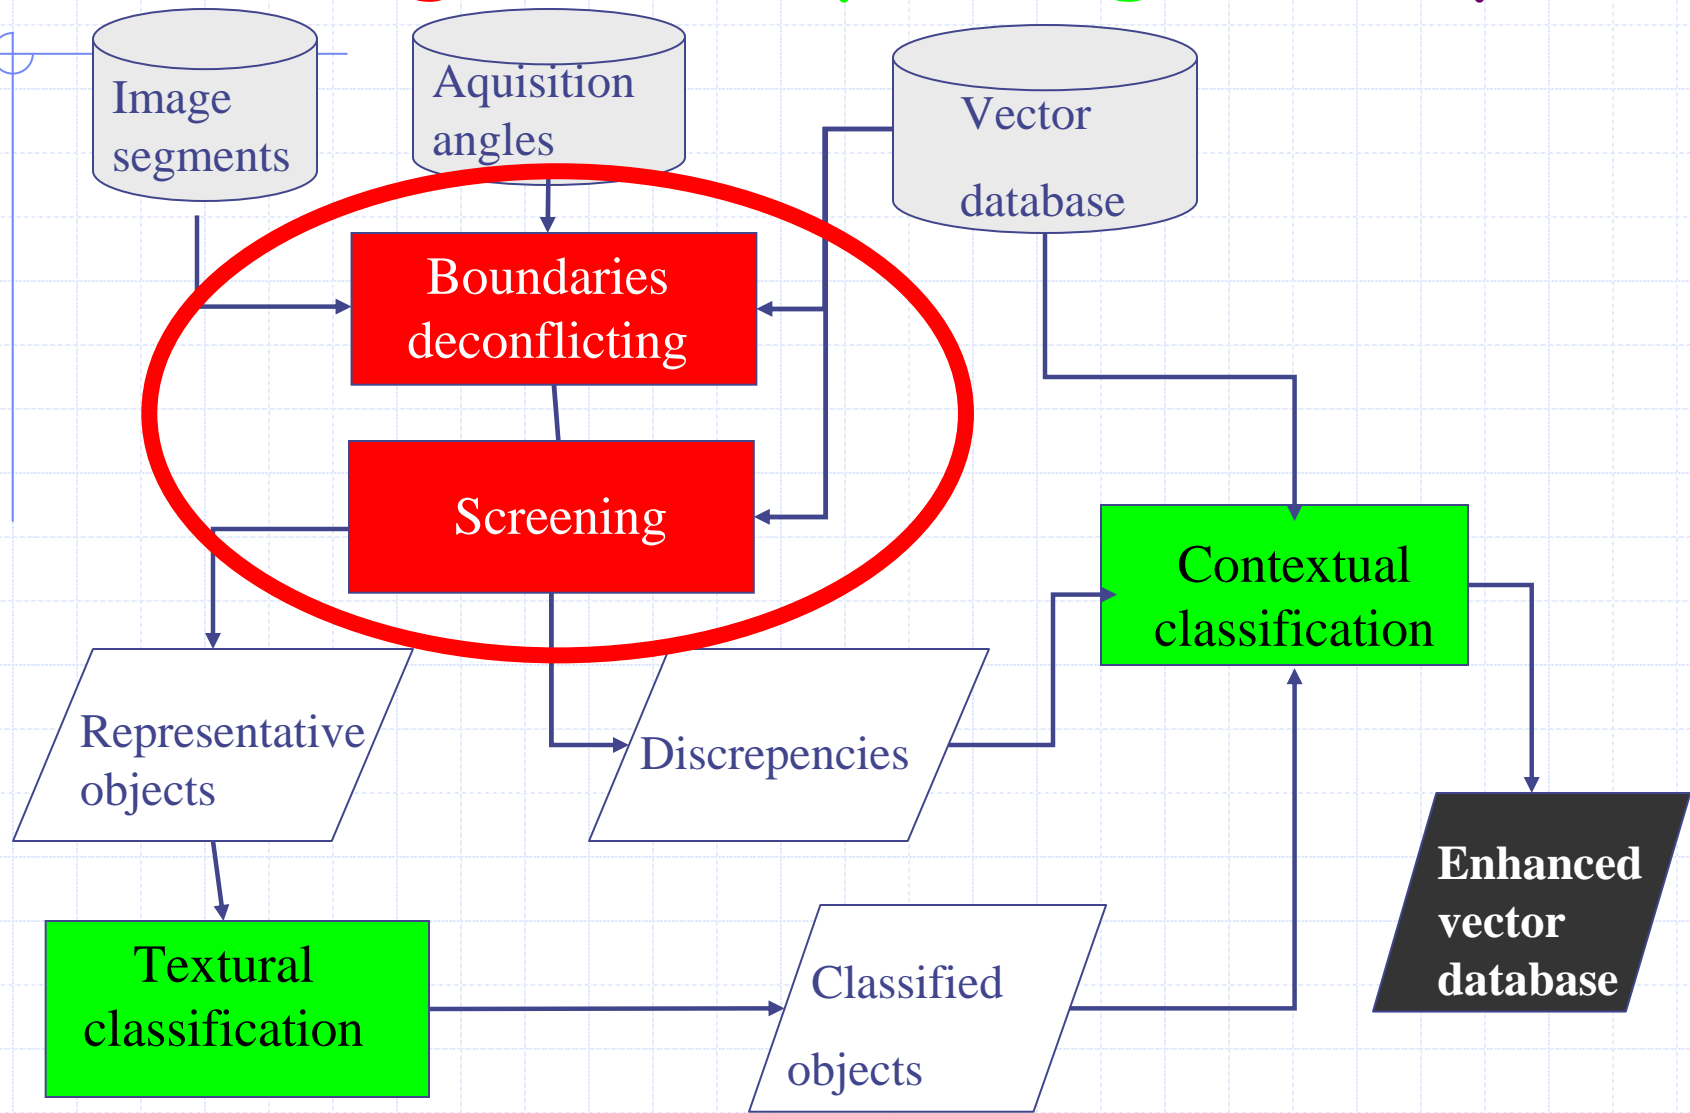 Image
segments
Aquisition
angles
Vector
database
Boundaries
deconflicting
Screening
Contextual
classification
Representative
objects
Discrepencies
Enhanced
vector
database
Textural
classification
Classified
objects